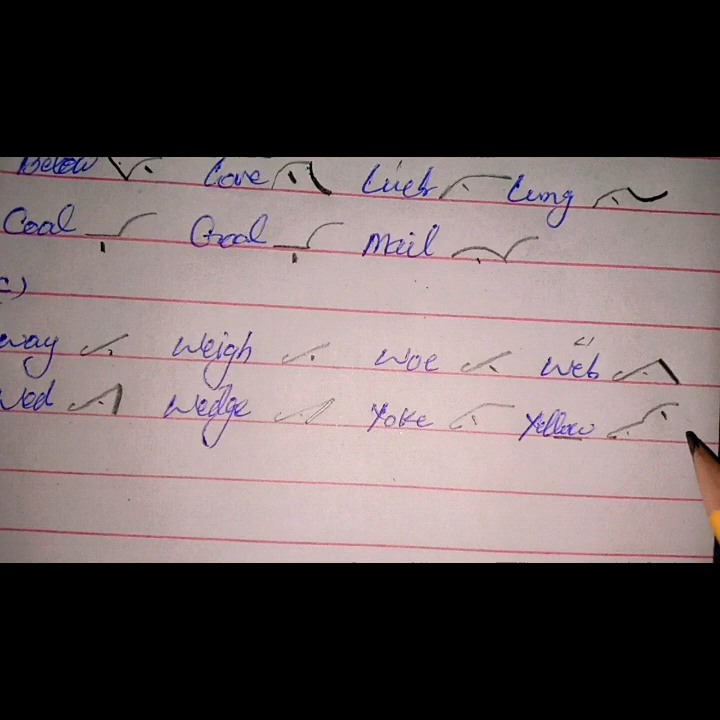 Below Love Luck Lung
Coal Goal Mail
c)
way weigh woe web
wed wedge yoke yellow